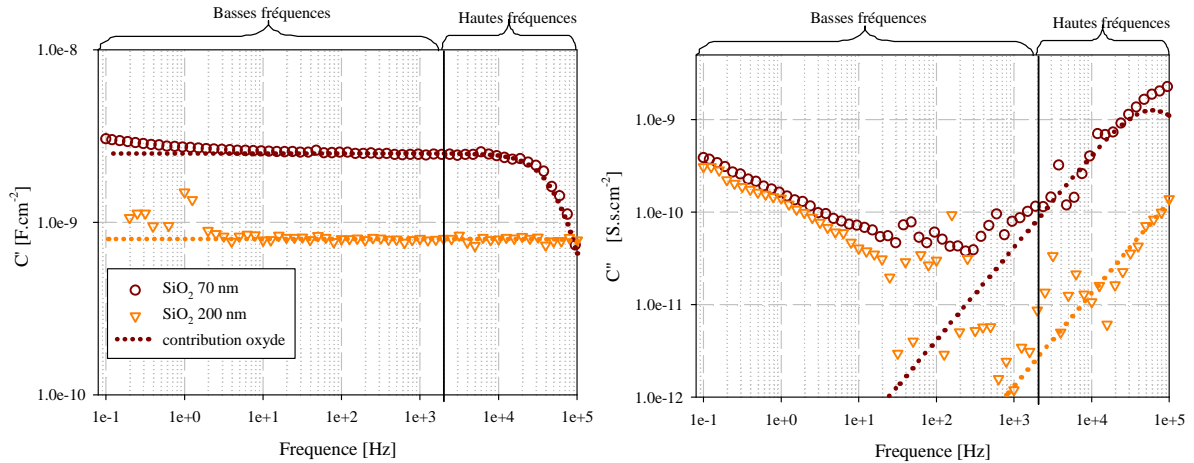 Basses fréquences
Hautes fréquences
1.0e-8
1.0e-9
1.0e-10
C' [F.cm-2]
SiO2 70 nm
SiO2 200 nm
contribution oxyde
1e-1 1e+0 1e+1 1e+2 1e+3 1e+4 1e+5
Frequence [Hz]
Basses fréquences
Hautes fréquences
1.0e-9
1.0e-10
1.0e-11
1.0e-12
C'' [S.s.cm-2]
1e-1 1e+0 1e+1 1e+2 1e+3 1e+4 1e+5
Frequence [Hz]